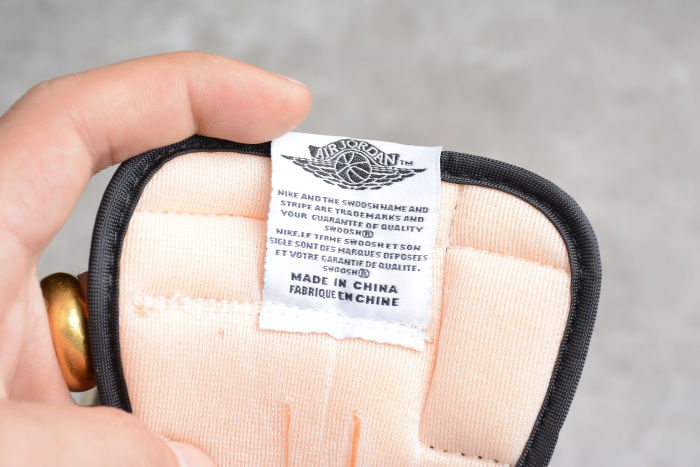 AIR JORDAN TM
NIKE AND THE SWOOSH NAME AND
STRIPE ARE TRADEMARKS AND
YOUR GUARANTEE OF QUALITY
SWOOSH®
NIKE.LE TERME SWOOSH ET SON
SIGLE SONT DES MARQUES DEPOSEES
ET VOTRE GARANTIE DE QUALITE.
SWOOSH®
MADE IN CHINA
FABRIQUE EN CHINE